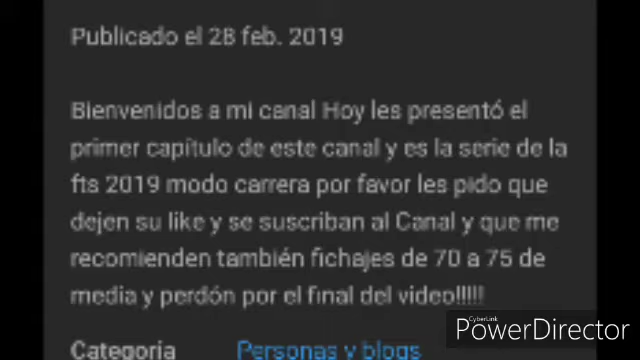 Publicado el 28 feb. 2019
Bienvenidos a mi canal Hoy les presentó el
primer capítulo de este canal y es la serie de la
fts 2019 modo carrera por favor les pido que
dejen su like y se suscriban al Canal y que me
recomienden también fichajes de 70 a 75 de
media y perdón por el final del video!!!!!
Categoría Personas y blogs
CyberLink
PowerDirector